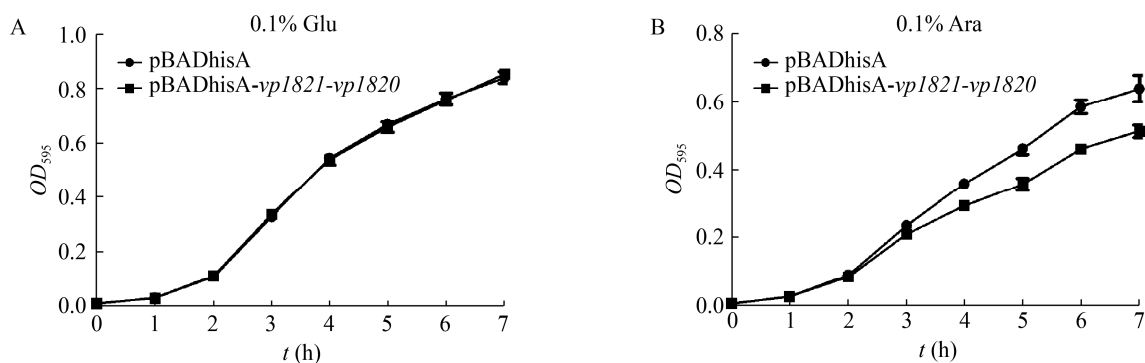 A
0.1% Glu
1.0
pBADhisA
pBADhisA-vp1821-vp1820
0.8
0.6
0.4
0.2
0.0
OD595
0 1 2 3 4 5 6 7
t (h)
B
0.1% Ara
0.8
pBADhisA
pBADhisA-vp1821-vp1820
0.6
0.4
0.2
0.0
OD595
0 1 2 3 4 5 6 7
t (h)